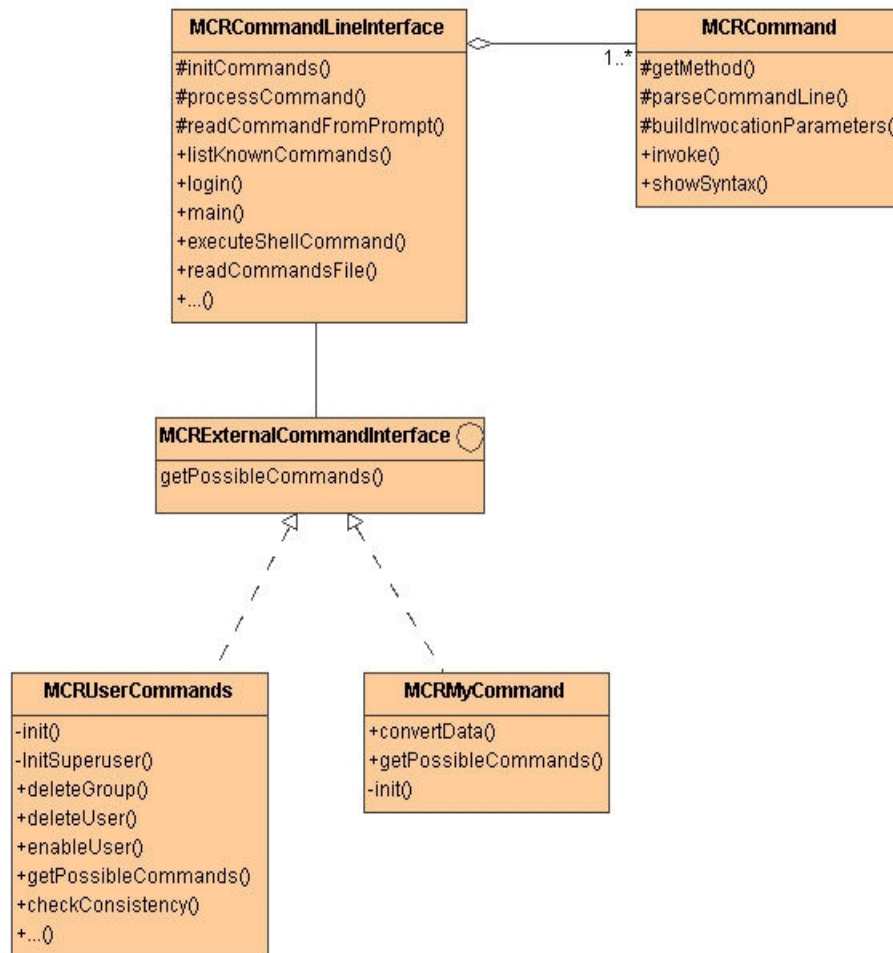 MCRCommandLineInterface
#initCommands()
#processCommand()
#readCommandFromPrompt()
+listKnownCommands()
+login()
+main()
+executeShellCommand()
+readCommandsFile()
+...()
1..*
MCRCommand
#getMethod()
#parseCommandLine()
#buildInvocationParameters()
+invoke()
+showSyntax()
MCRExternalCommandInterface
getPossibleCommands()
MCRUserCommands
-init()
-InitSuperuser()
+deleteGroup()
+deleteUser()
+enableUser()
+getPossibleCommands()
+checkConsistency()
+...()
MCRMyCommand
+convertData()
+getPossibleCommands()
-init()